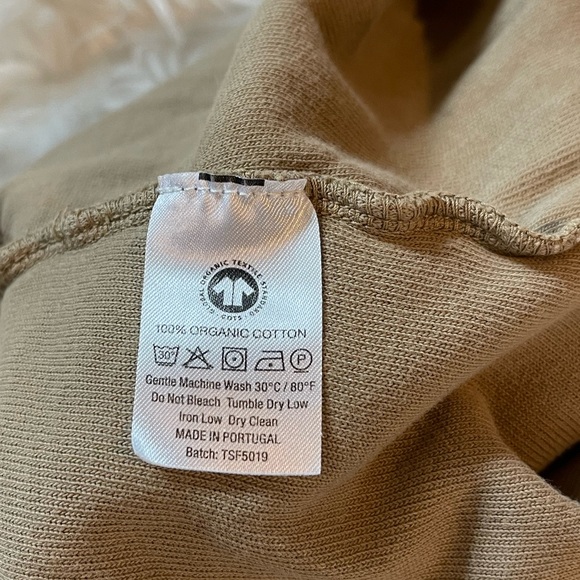 GLOBAL ORGANIC TEXTILE STANDARD
· GOTS ·
100% ORGANIC COTTON
30° P
Gentle Machine Wash 30°C / 80°F
Do Not Bleach Tumble Dry Low
Iron Low Dry Clean
MADE IN PORTUGAL
Batch: TSF5019